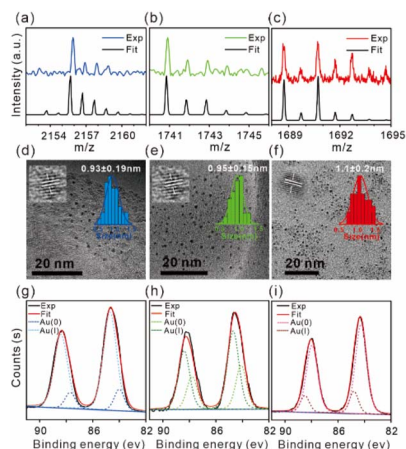 (a)
Exp
Fit
(b)
Exp
Fit
(c)
Exp
Fit
Intensity (a.u.)
2154 2157 2160
m/z
1741 1743 1745
m/z
1689 1692 1695
m/z
(d)
0.93±0.19nm
20 nm
(e)
0.95±0.18nm
20 nm
(f)
1.1±0.2nm
20 nm
(g)
Exp
Fit
Au(0)
Au(I)
(h)
Exp
Fit
Au(0)
Au(I)
(i)
Exp
Fit
Au(0)
Au(I)
Counts (s)
90 86 82
Binding energy (ev)
90 86 82
Binding energy (ev)
90 86 82
Binding energy (ev)